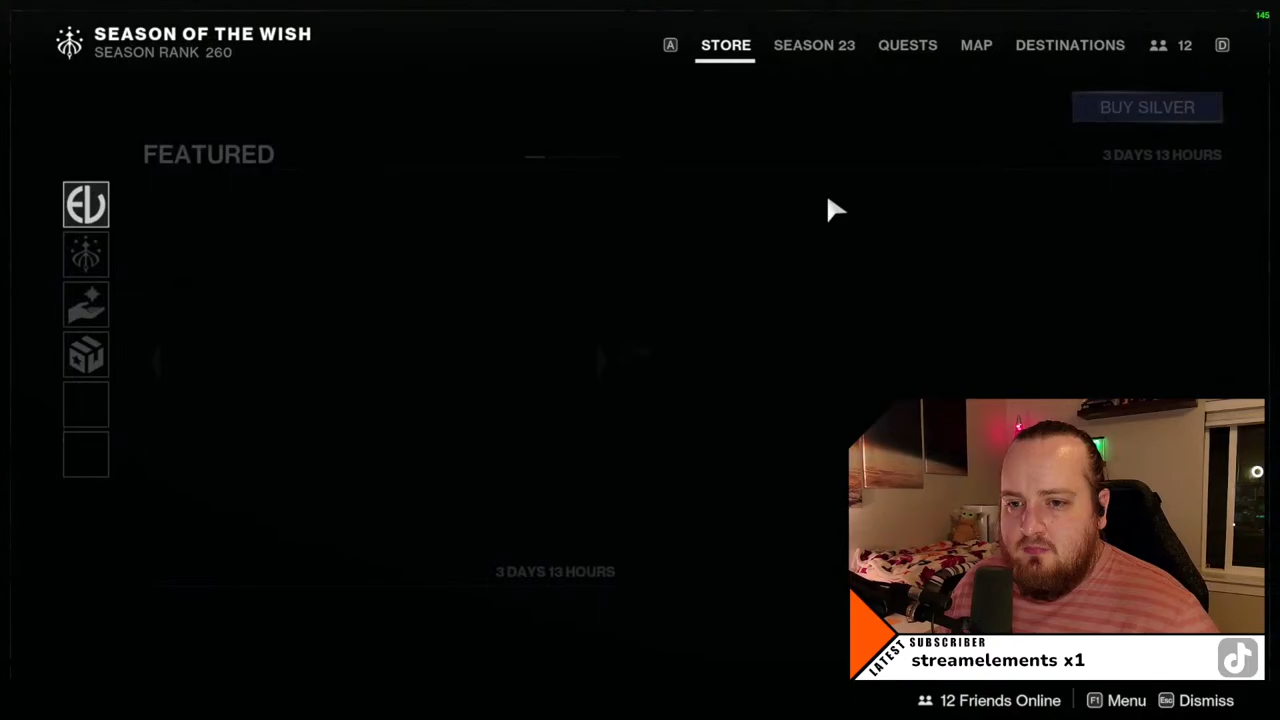 145
SEASON OF THE WISH
SEASON RANK 260
A STORE SEASON 23 QUESTS MAP DESTINATIONS 12 D
BUY SILVER
FEATURED
3 DAYS 13 HOURS
3 DAYS 13 HOURS
LATEST SUBSCRIBER
streamelements x1
12 Friends Online F1 Menu Esc Dismiss